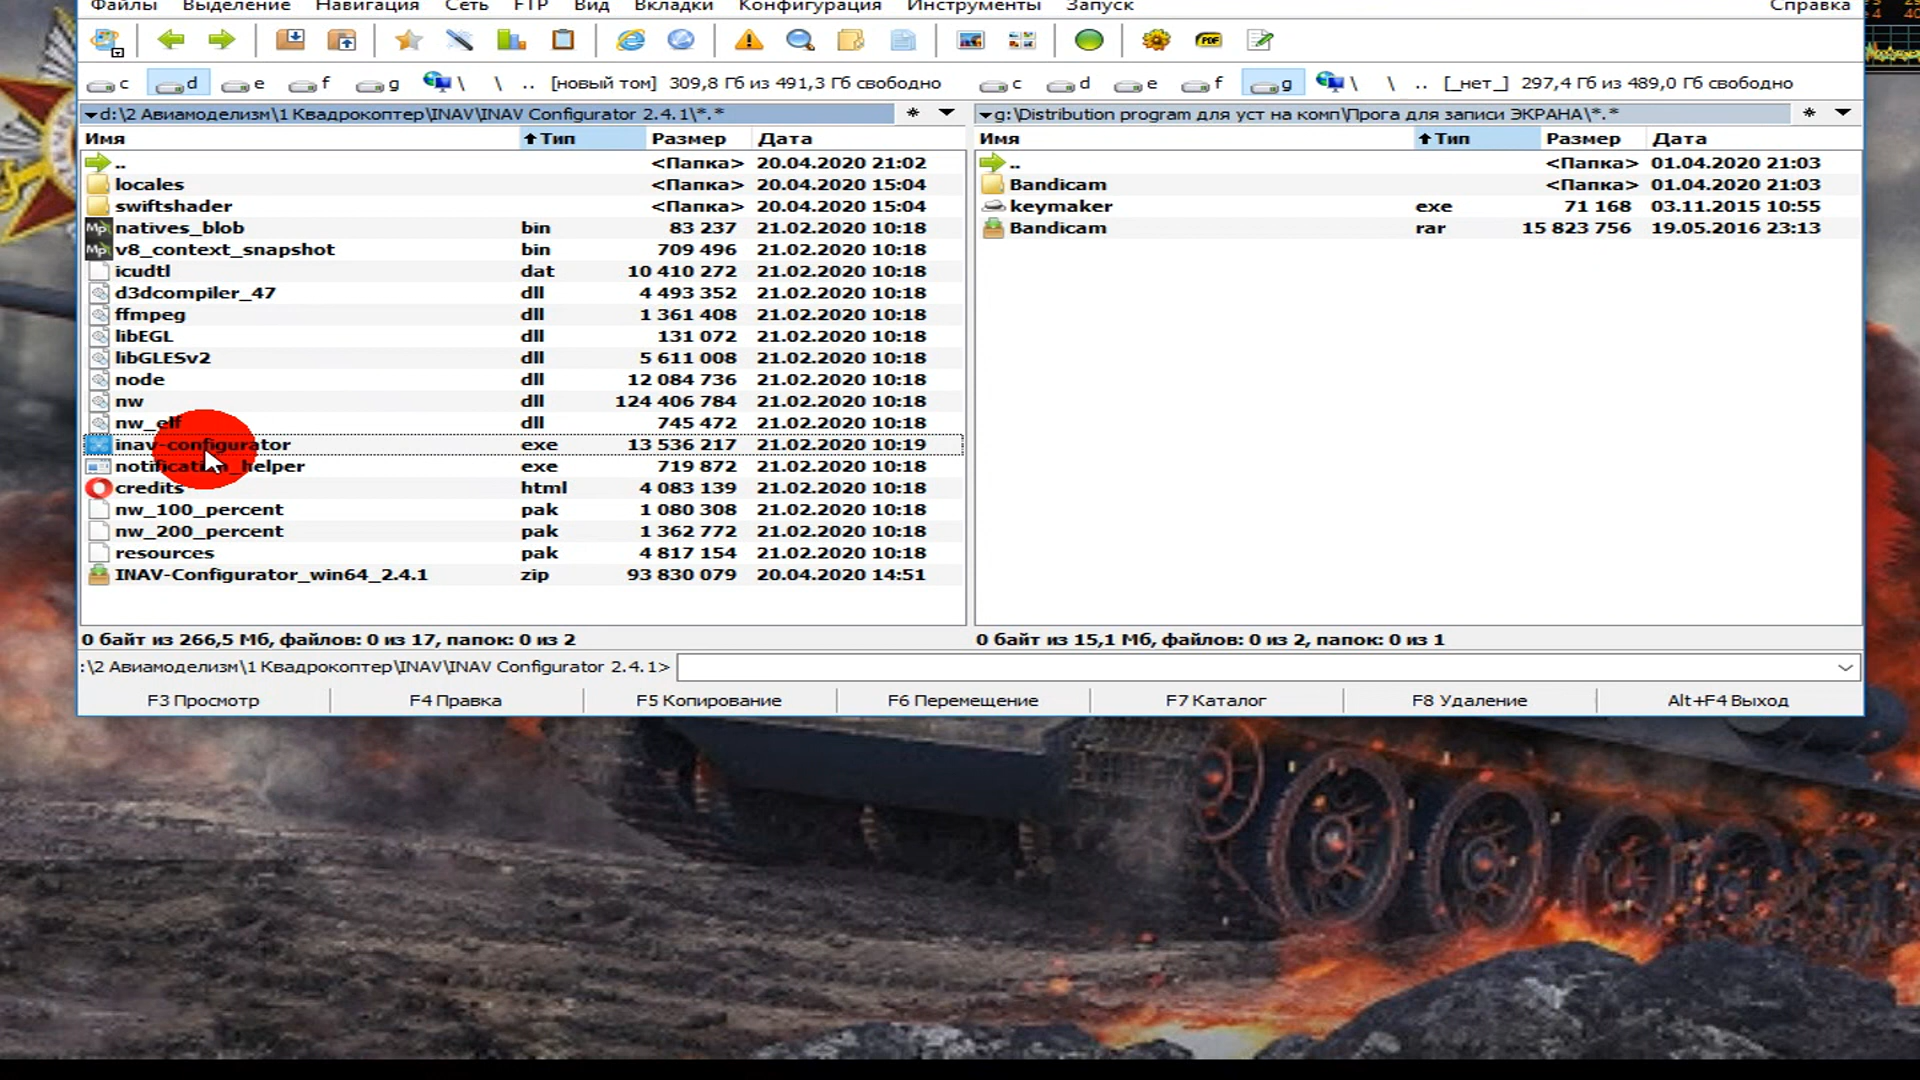 Файлы Выделение Навигация Сеть FTP Вид Вкладки Конфигурация Инструменты Запуск Справка
PDF
c d e f g \ \ .. [новый том] 309,8 Гб из 491,3 Гб свободно c d e f g \ \ .. [_нет_] 297,4 Гб из 489,0 Гб свободно
d:\2 Авиамоделизм\1 Квадрокоптер\INAV\INAV Configurator 2.4.1\*.* * g:\Distribution program для уст на комп\Прога для записи ЭКРАНА\*.* *
Имя Тип Размер Дата Имя Тип Размер Дата
.. <Папка> 20.04.2020 21:02 .. <Папка> 01.04.2020 21:03
locales <Папка> 20.04.2020 15:04 Bandicam <Папка> 01.04.2020 21:03
swiftshader <Папка> 20.04.2020 15:04 keymaker exe 71 168 03.11.2015 10:55
natives_blob bin 83 237 21.02.2020 10:18 Bandicam rar 15 823 756 19.05.2016 23:13
v8_context_snapshot bin 709 496 21.02.2020 10:18
icudtl dat 10 410 272 21.02.2020 10:18
d3dcompiler_47 dll 4 493 352 21.02.2020 10:18
ffmpeg dll 1 361 408 21.02.2020 10:18
libEGL dll 131 072 21.02.2020 10:18
libGLESv2 dll 5 611 008 21.02.2020 10:18
node dll 12 084 736 21.02.2020 10:18
nw dll 124 406 784 21.02.2020 10:18
nw_elf dll 745 472 21.02.2020 10:18
inav-configurator exe 13 536 217 21.02.2020 10:19
notification_helper exe 719 872 21.02.2020 10:18
credits html 4 083 139 21.02.2020 10:18
nw_100_percent pak 1 080 308 21.02.2020 10:18
nw_200_percent pak 1 362 772 21.02.2020 10:18
resources pak 4 817 154 21.02.2020 10:18
INAV-Configurator_win64_2.4.1 zip 93 830 079 20.04.2020 14:51
0 байт из 266,5 Мб, файлов: 0 из 17, папок: 0 из 2 0 байт из 15,1 Мб, файлов: 0 из 2, папок: 0 из 1
:\2 Авиамоделизм\1 Квадрокоптер\INAV\INAV Configurator 2.4.1>
F3 Просмотр F4 Правка F5 Копирование F6 Перемещение F7 Каталог F8 Удаление Alt+F4 Выход